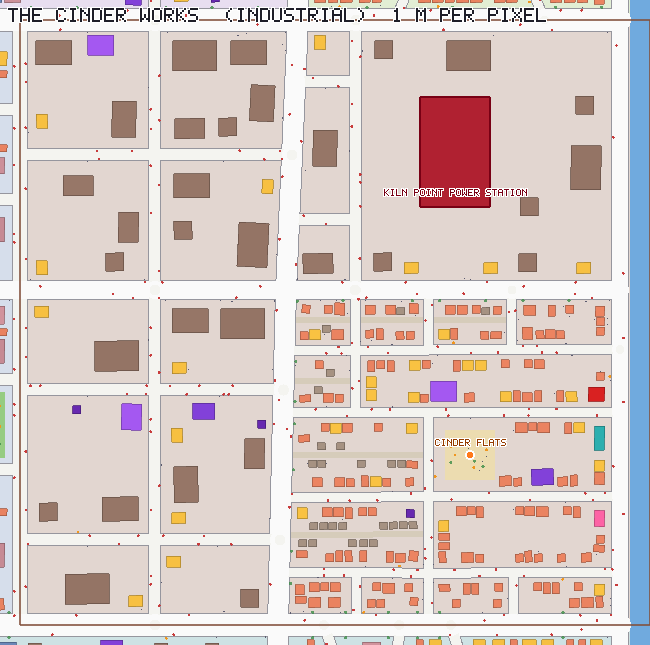 THE CINDER WORKS (INDUSTRIAL) 1 M PER PIXEL
KILN POINT POWER STATION
CINDER FLATS